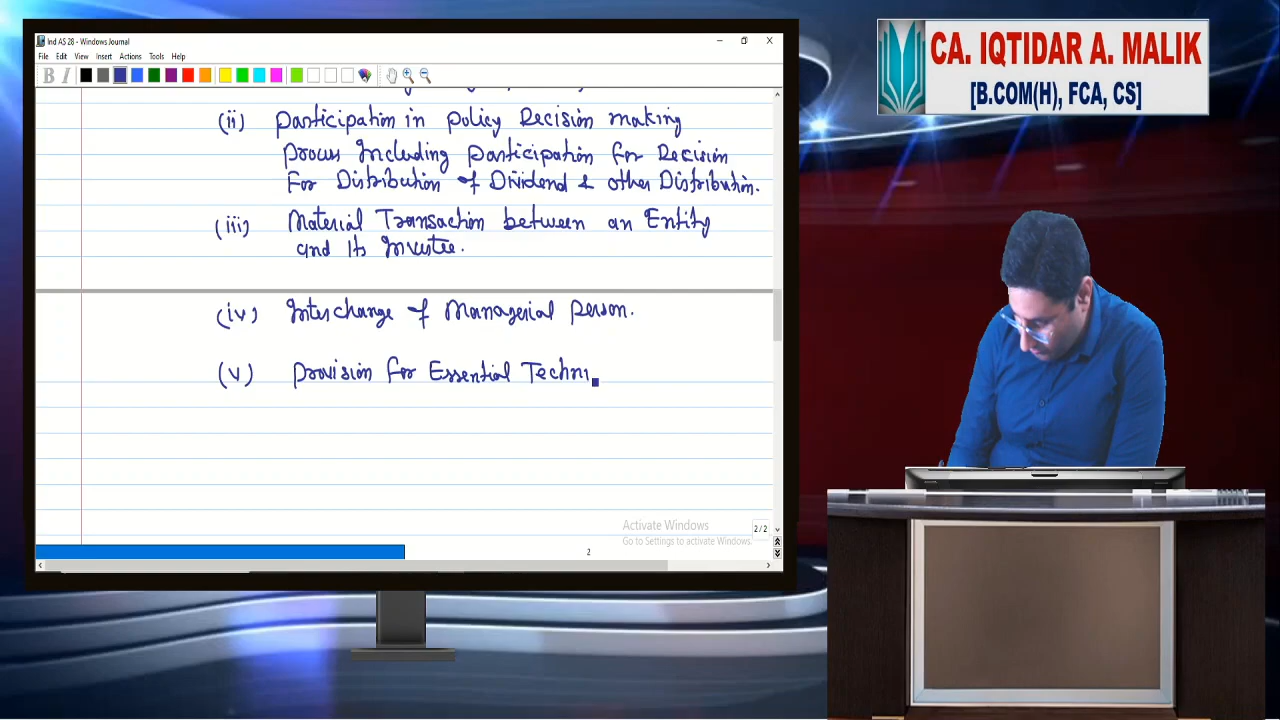 Ind AS 28 - Windows Journal
File Edit View Insert Actions Tools Help
B I
(ii) Participation in Policy Decision making
Process Including Participation for Decision
For Distribution of Dividend & other Distribution.
(iii) Material Transaction between an Entity
and Its Investee.
(iv) Interchange of Managerial Person.
(v) Provision for Essential Techni
Activate Windows
Go to Settings to activate Windows.
2 / 2
2
CA. IQTIDAR A. MALIK
[B.COM(H), FCA, CS]